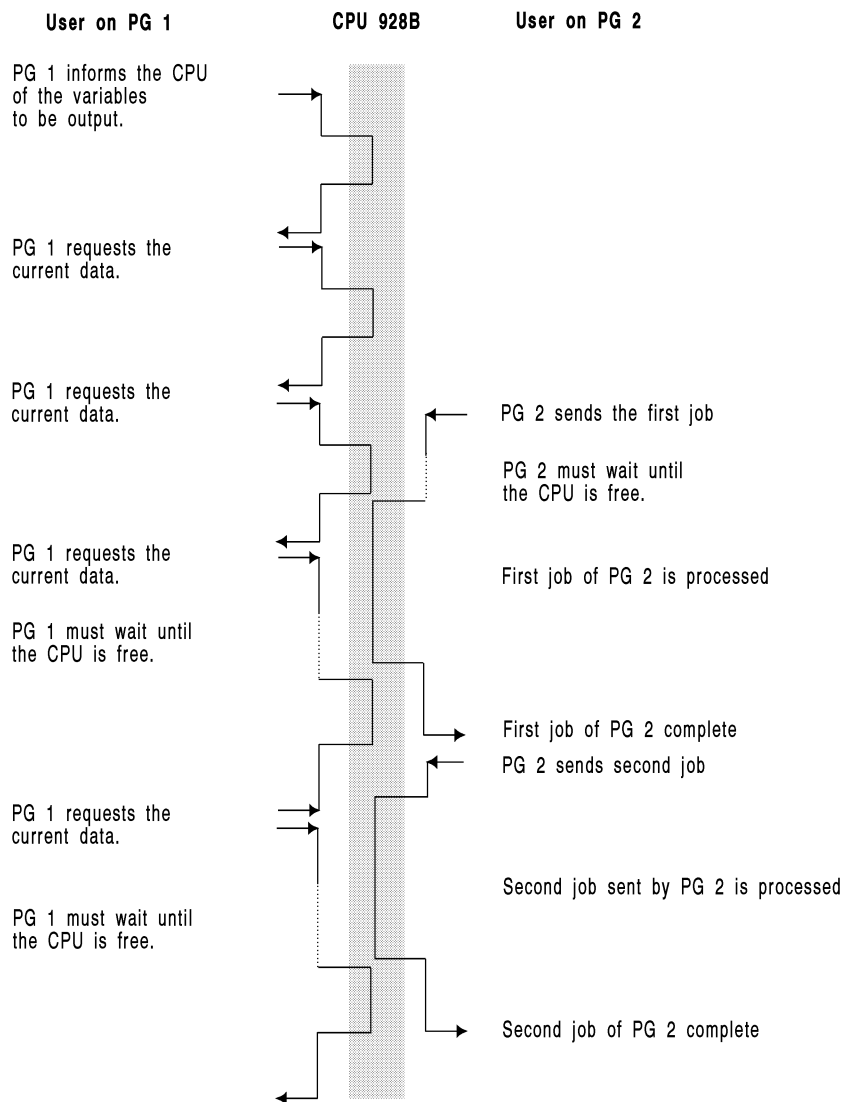 User on PG 1
CPU 928B
User on PG 2
PG 1 informs the CPU
of the variables
to be output.
PG 1 requests the
current data.
PG 1 requests the
current data.
PG 2 sends the first job
PG 2 must wait until
the CPU is free.
PG 1 requests the
current data.
First job of PG 2 is processed
PG 1 must wait until
the CPU is free.
First job of PG 2 complete
PG 2 sends second job
PG 1 requests the
current data.
Second job sent by PG 2 is processed
PG 1 must wait until
the CPU is free.
Second job of PG 2 complete